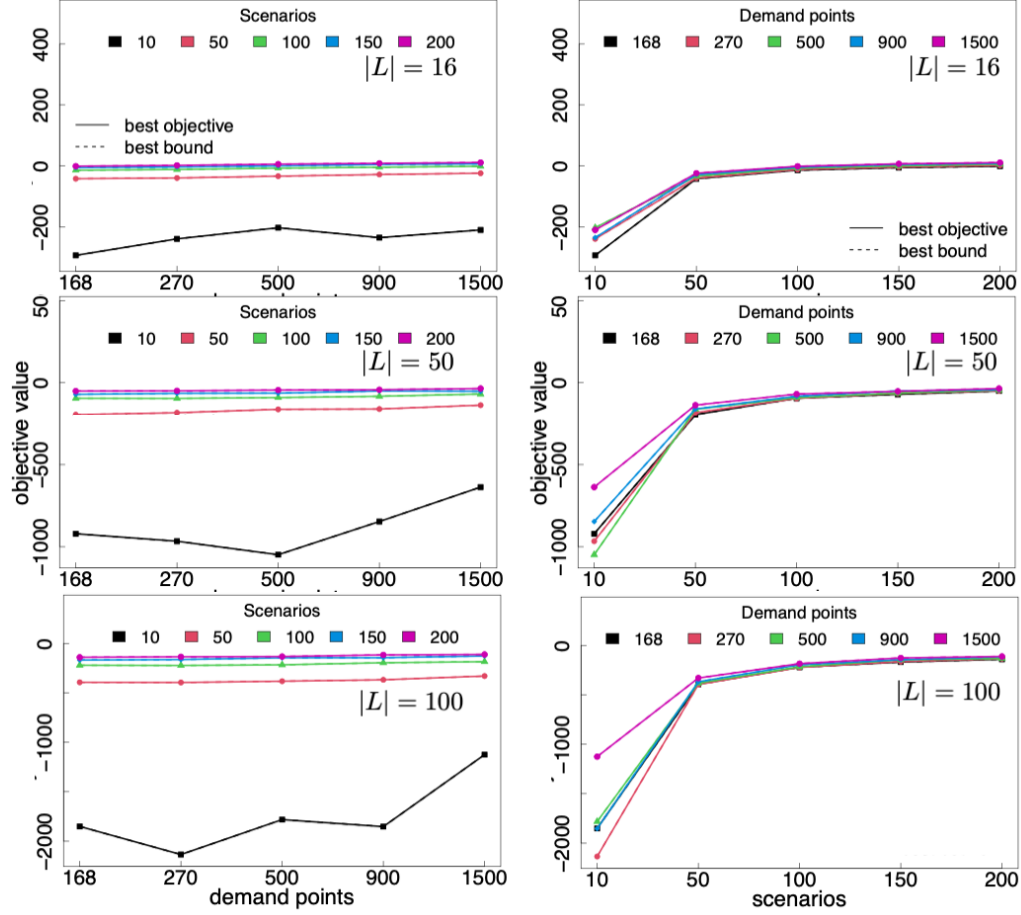 Scenarios
10 50 100 150 200
|L| = 16
400
200
0
−200
best objective
best bound
168 270 500 900 1500
Demand points
168 270 500 900 1500
|L| = 16
400
200
0
−200
best objective
best bound
10 50 100 150 200
Scenarios
10 50 100 150 200
|L| = 50
50
0
−500
−1000
objective value
168 270 500 900 1500
Demand points
168 270 500 900 1500
|L| = 50
50
0
−500
−1000
objective value
10 50 100 150 200
Scenarios
10 50 100 150 200
|L| = 100
0
−1000
−2000
168 270 500 900 1500
demand points
Demand points
168 270 500 900 1500
|L| = 100
0
−1000
−2000
10 50 100 150 200
scenarios